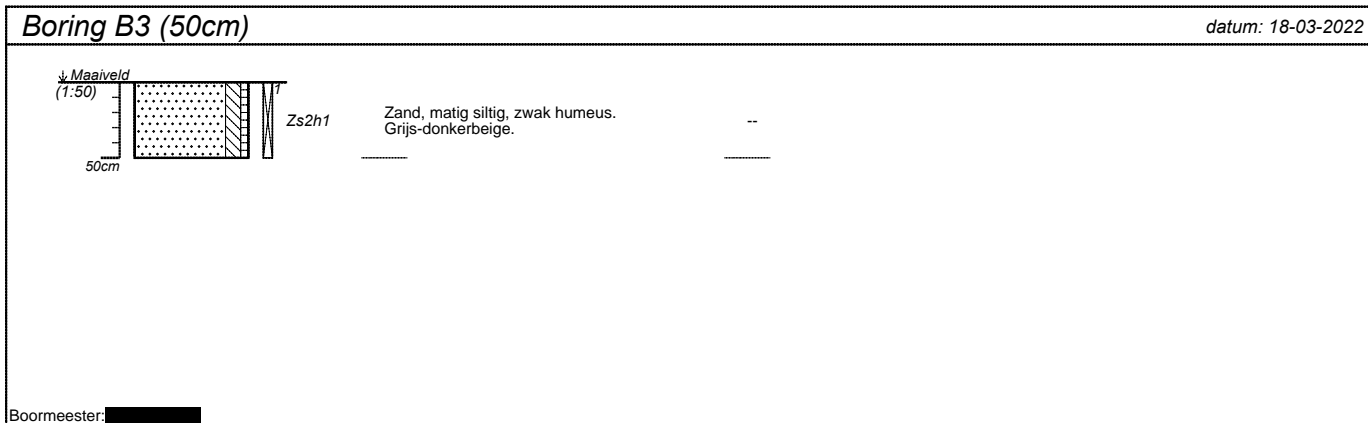 Boring B3 (50cm)
datum: 18-03-2022
Maaiveld
(1:50)
1
Zs2h1
Zand, matig siltig, zwak humeus.
Grijs-donkerbeige.
--
50cm
Boormeester: